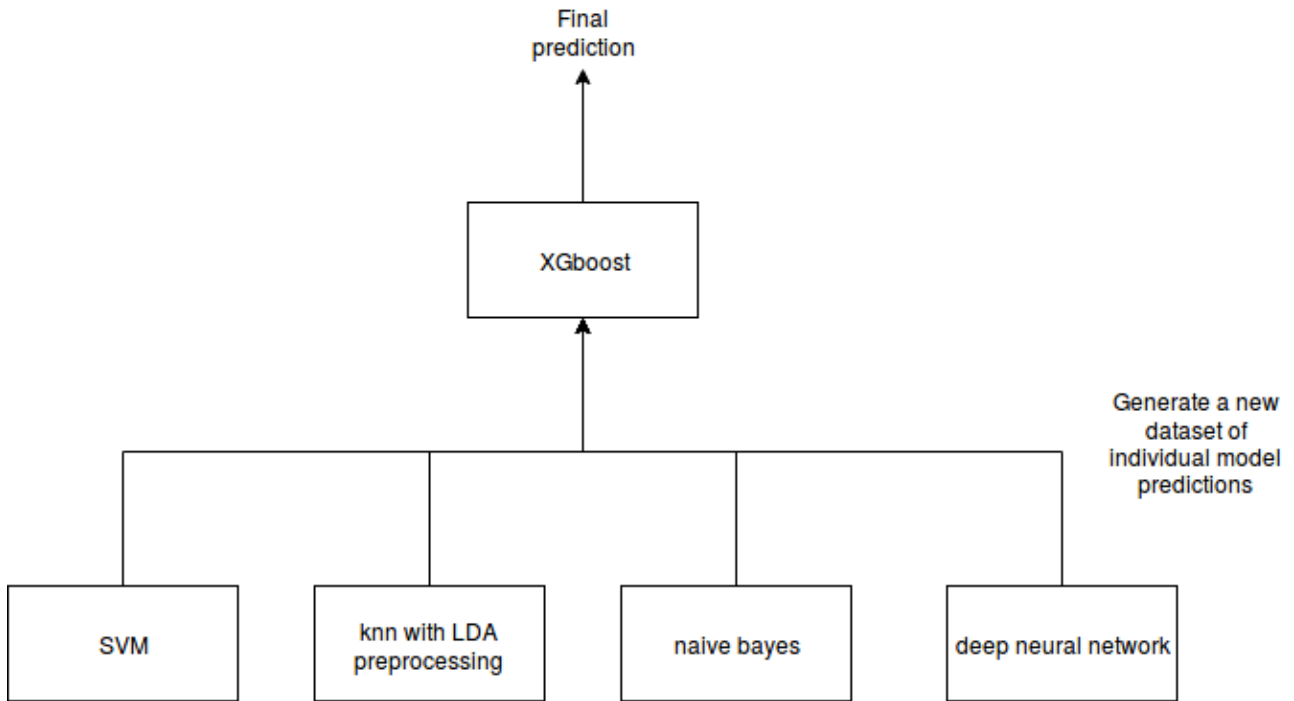 Final
prediction
XGboost
Generate a new
dataset of
individual model
predictions
SVM
knn with LDA
preprocessing
naive bayes
deep neural network